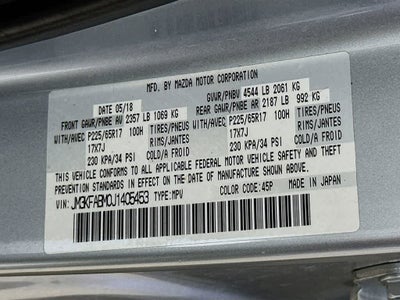 MFD. BY MAZDA MOTOR CORPORATION
DATE 05/18 GVWR/PNBV 4544 LB 2061 KG
FRONT GAWR/PNBE AV 2357 LB 1069 KG REAR GAWR/PNBE AR 2187 LB 992 KG
WITH/AVEC P225/65R17 100H TIRES/PNEUS WITH/AVEC P225/65R17 100H TIRES/PNEUS
17X7J RIMS/JANTES 17X7J RIMS/JANTES
230 KPA/34 PSI COLD/A FROID 230 KPA/34 PSI COLD/A FROID
THIS VEHICLE CONFORMS TO ALL APPLICABLE FEDERAL MOTOR VEHICLE SAFETY STANDARDS
IN EFFECT ON THE DATE OF MANUFACTURE SHOWN ABOVE.
VIN: JM3KFABM0J1405453 TYPE: MPV COLOR CODE: 45P MADE IN JAPAN